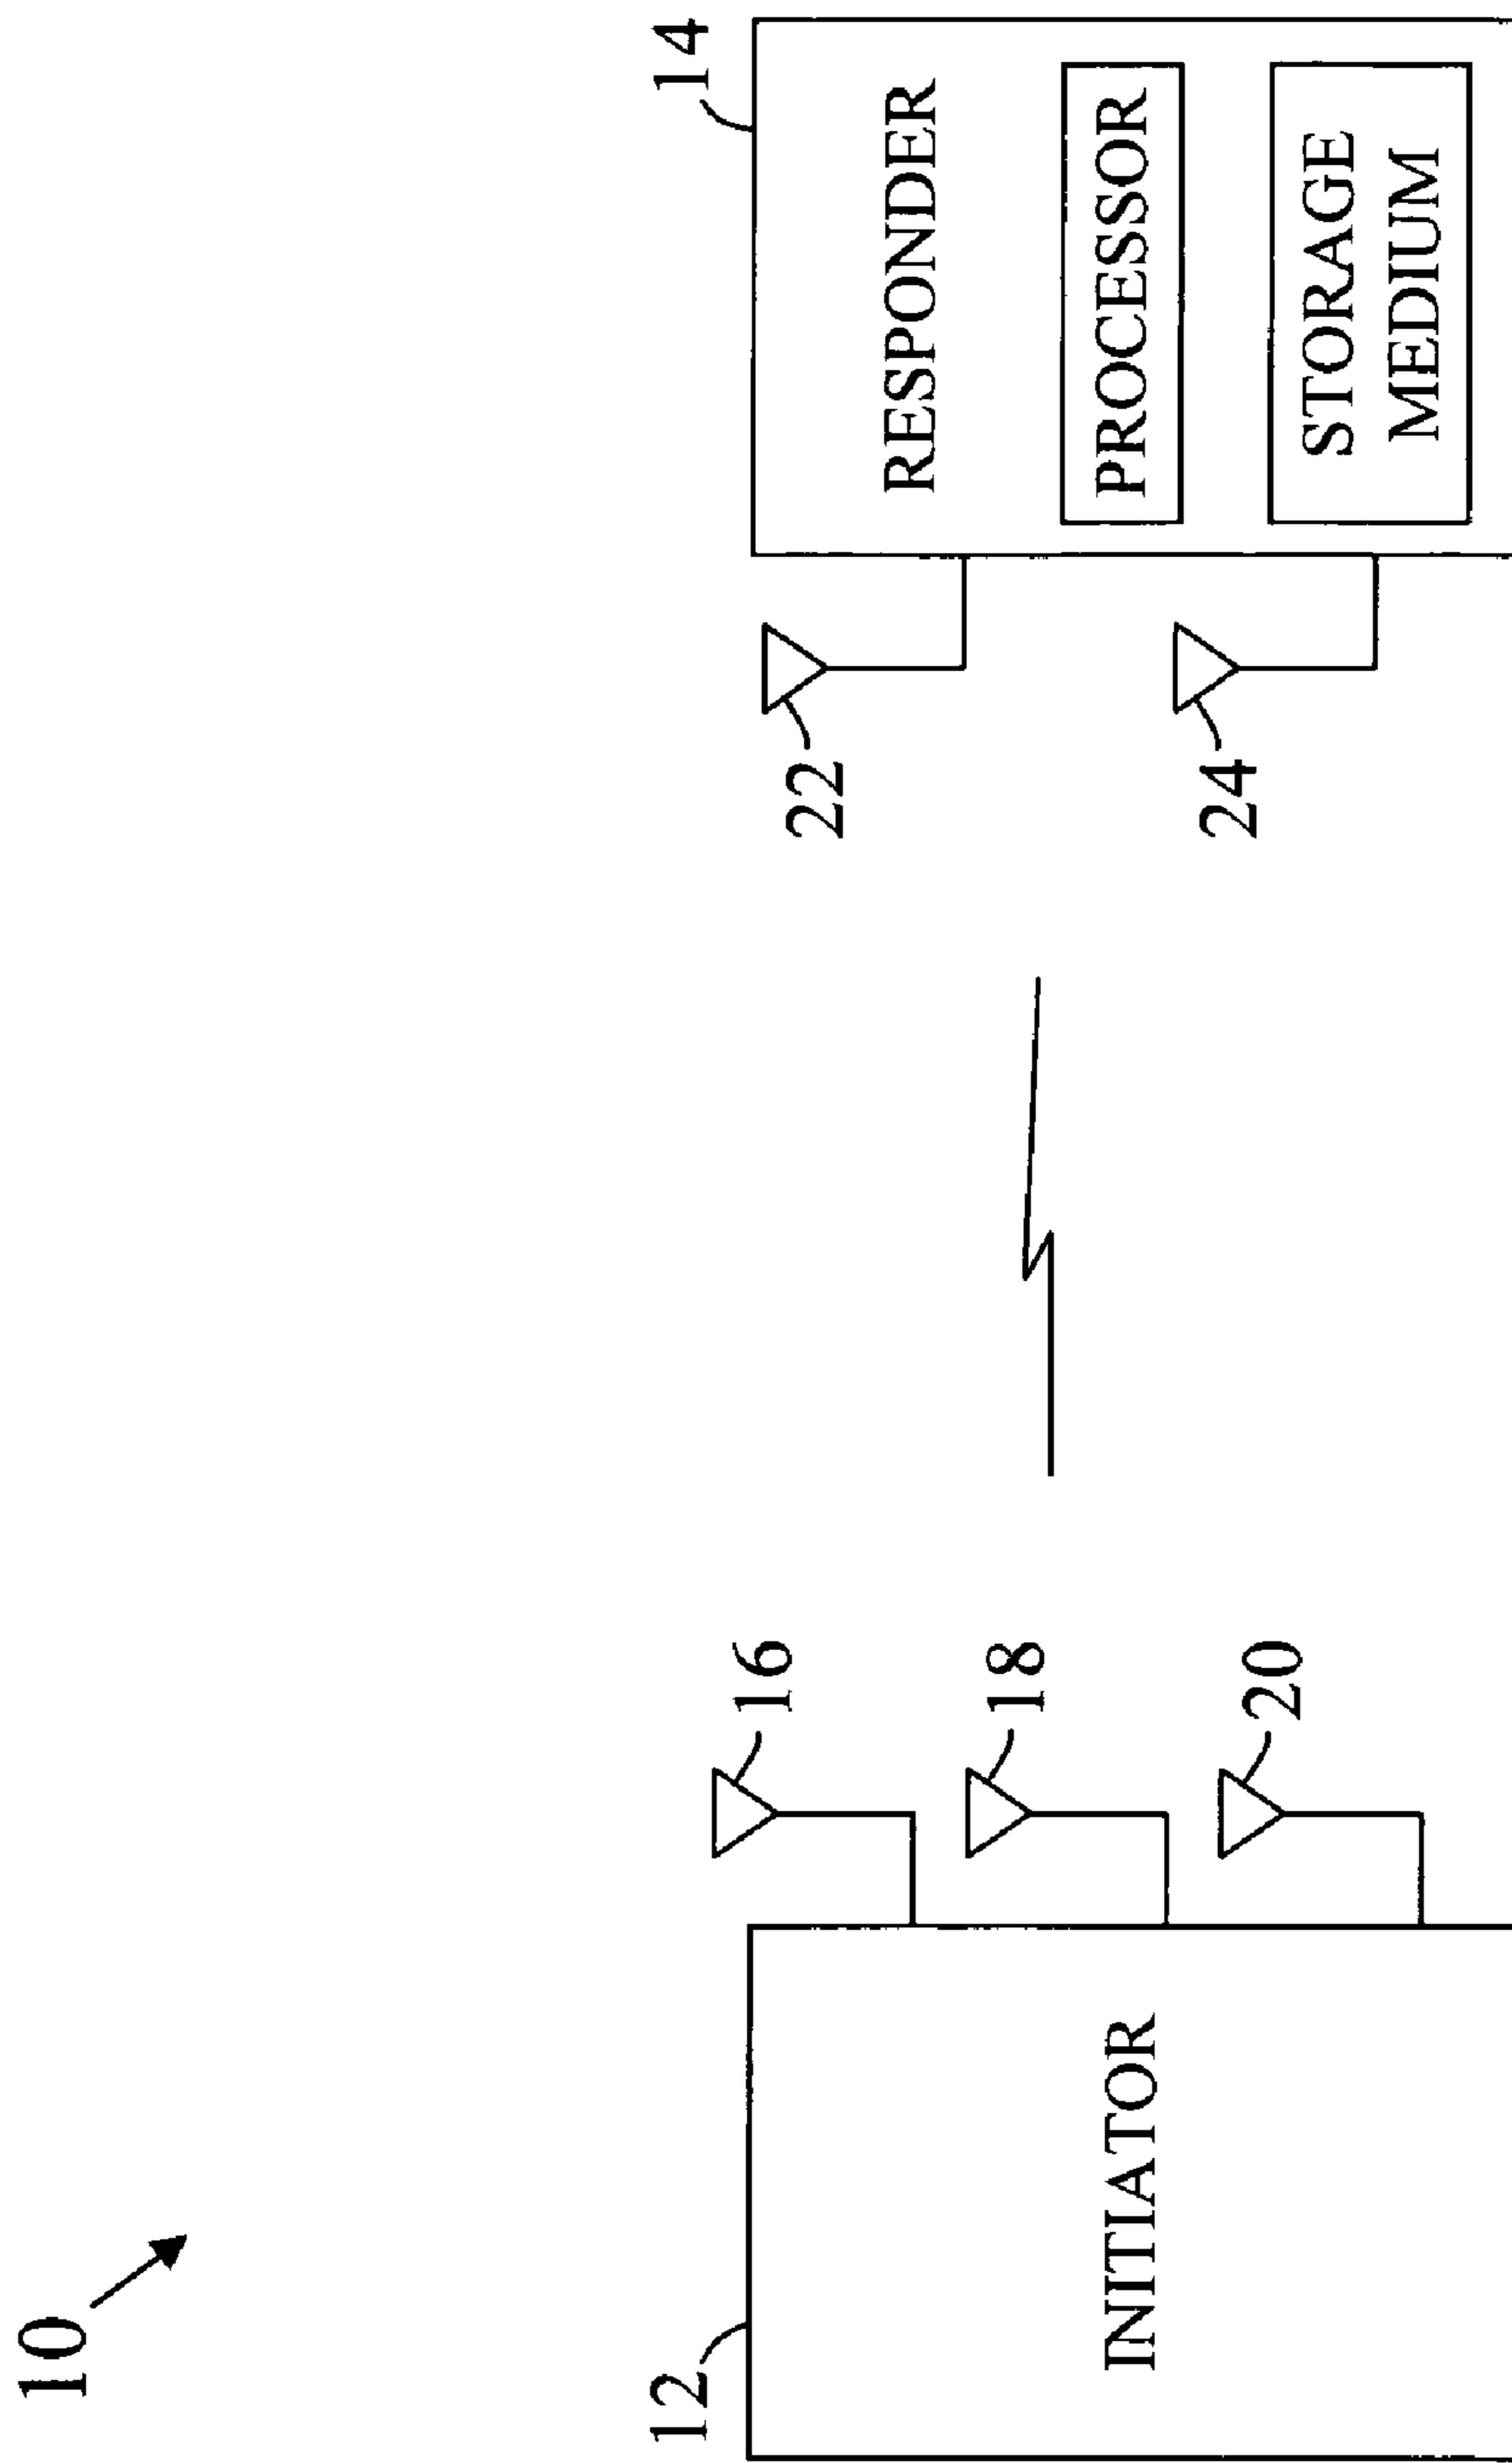 10
12
INITIATOR
16
18
20
22
24
14
RESPONDER
PROCESSOR
STORAGE
MEDIUM